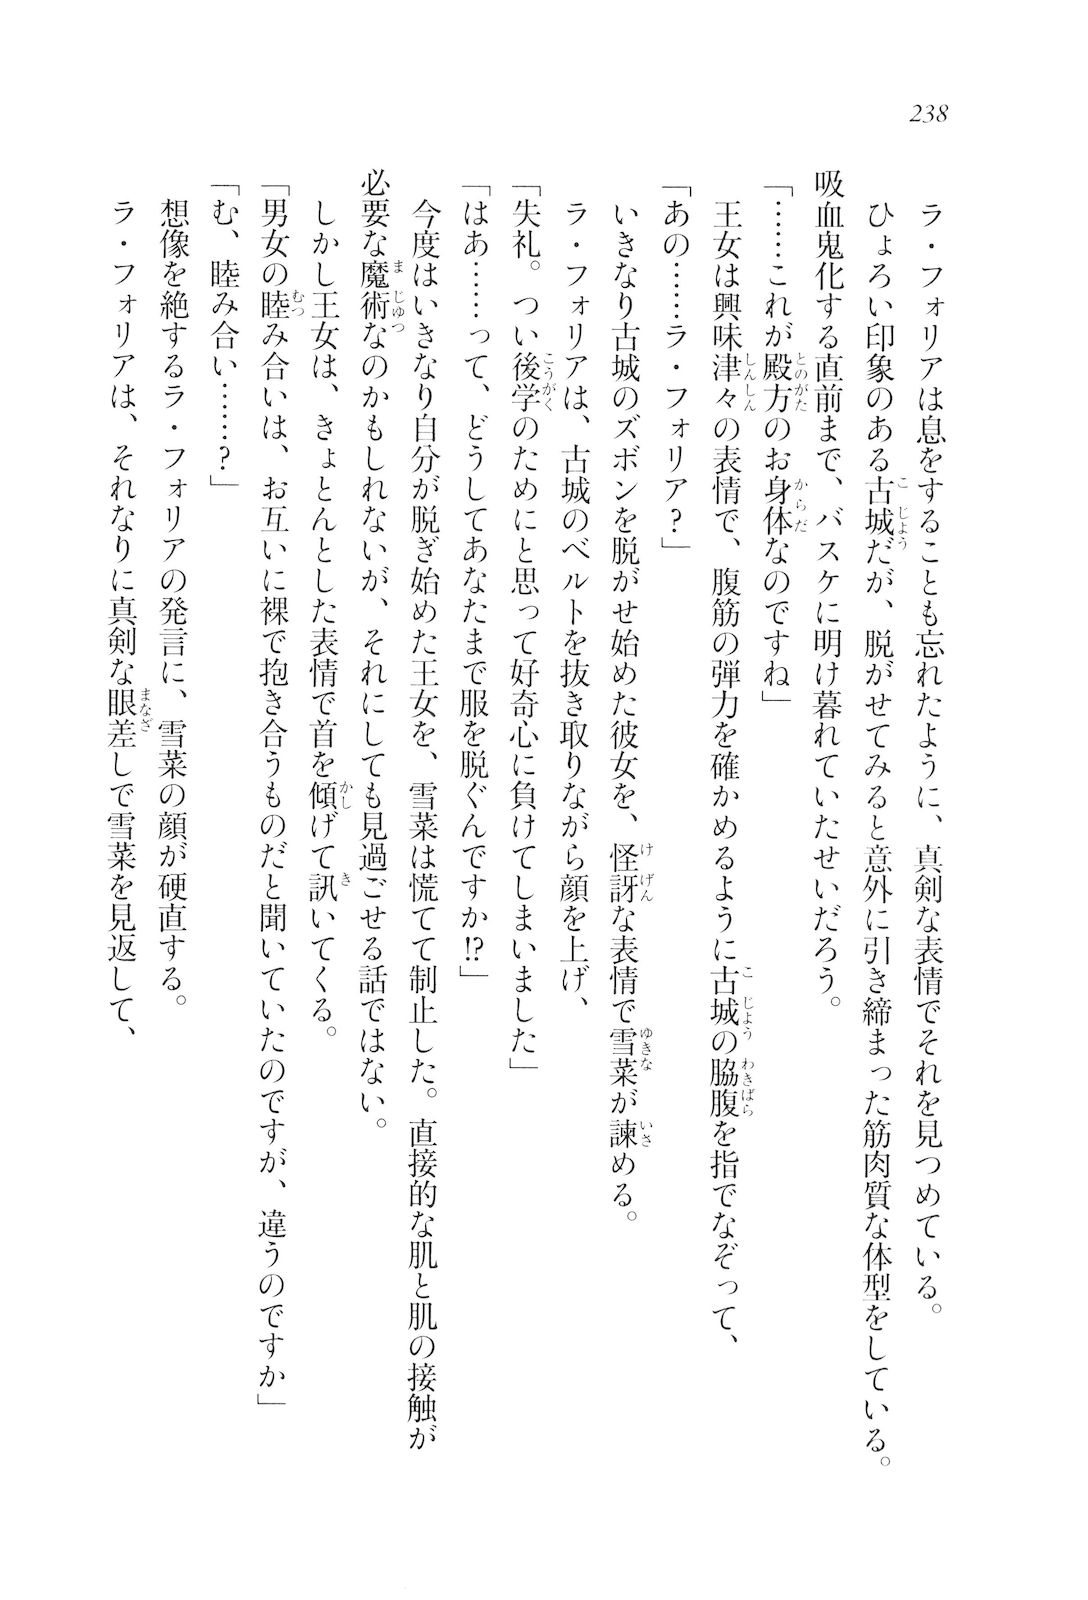 238
ラ・フォリアは息をすることも忘れたように、真剣な表情でそれを見つめている。
ひょろい印象のある古城だが、脱がせてみると意外に引き締まった筋肉質な体型をしている。
吸血鬼化する直前まで、バスケに明け暮れていたせいだろう。
「……これが殿方のお身体なのですね」
王女は興味津々の表情で、腹筋の弾力を確かめるように古城の脇腹を指でなぞって、
「あの……ラ・フォリア？」
いきなり古城のズボンを脱がせ始めた彼女を、怪訝な表情で雪菜が諫める。
ラ・フォリアは、古城のベルトを抜き取りながら顔を上げ、
「失礼。つい後学のためにと思って好奇心に負けてしまいました」
「はあ……って、どうしてあなたまで服を脱ぐんですか!?」
今度はいきなり自分が脱ぎ始めた王女を、雪菜は慌てて制止した。直接的な肌と肌の接触が
必要な魔術なのかもしれないが、それにしても見過ごせる話ではない。
しかし王女は、きょとんとした表情で首を傾げて訊いてくる。
「男女の睦み合いは、お互いに裸で抱き合うものだと聞いていたのですが、違うのですか」
「む、睦み合い……？」
想像を絶するラ・フォリアの発言に、雪菜の顔が硬直する。
ラ・フォリアは、それなりに真剣な眼差しで雪菜を見返して、